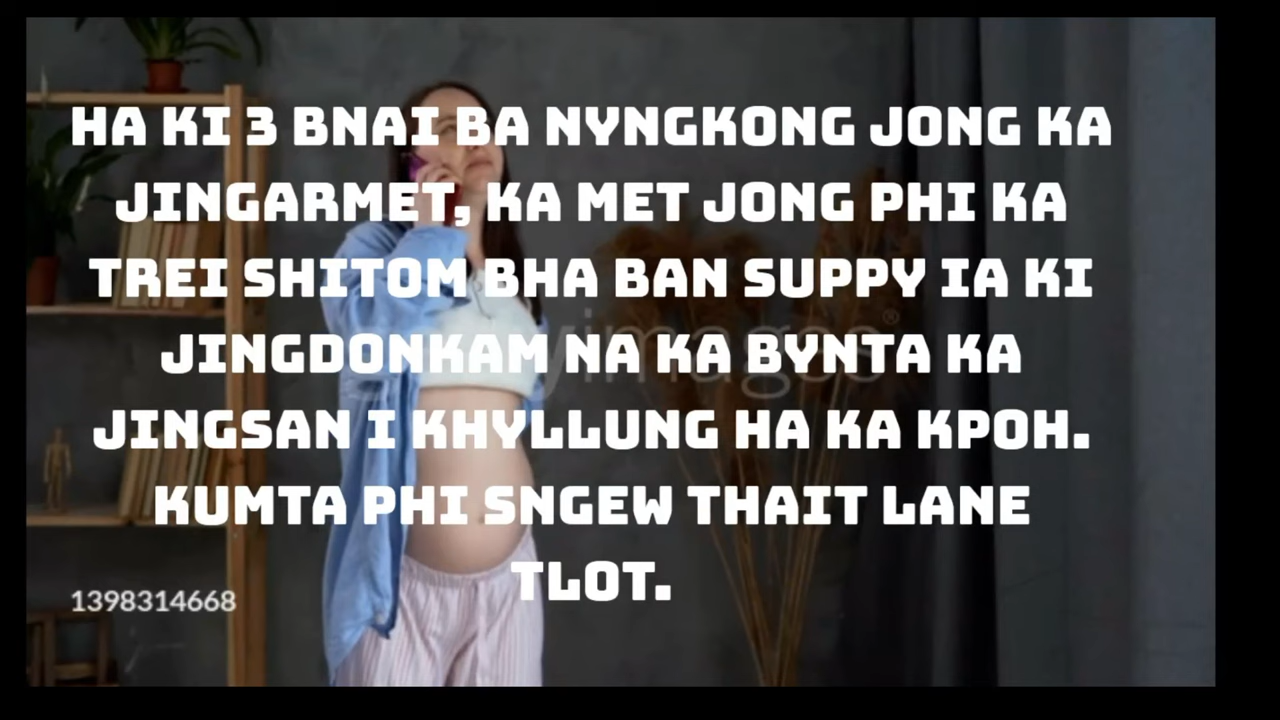 HA KI 3 BNAI BA NYNGKONG JONG KA
JINGARMET, KA MET JONG PHI KA
TREI SHITOM BHA BAN SUPPY IA KI
JINGDONKAM NA KA BYNTA KA
JINGSAN I KHYLLUNG HA KA KPOH.
KUMTA PHI SNGEW THAIT LANE
TLOT.
1398314668